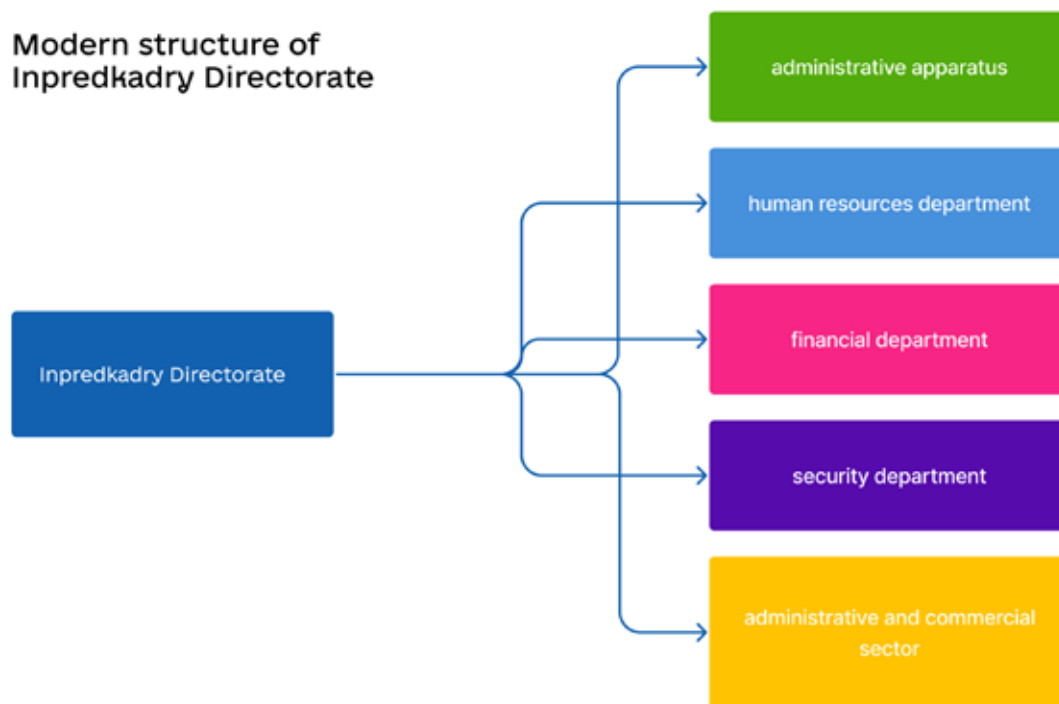 Modern structure of
Inpredkadry Directorate
administrative apparatus
human resources department
financial department
Inpredkadry Directorate
security department
administrative and commercial
sector